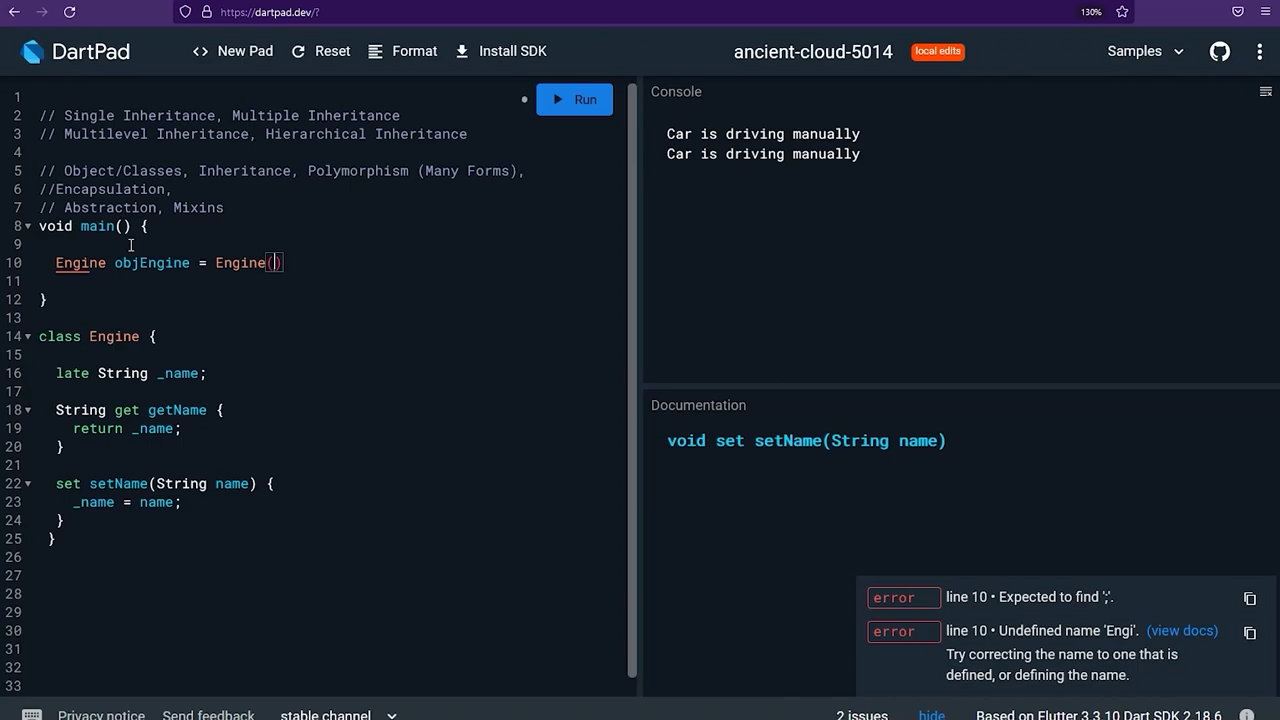 https://dartpad.dev/?
130%
DartPad
New Pad
Reset
Format
Install SDK
ancient-cloud-5014
local edits
Samples
Run
1
2 // Single Inheritance, Multiple Inheritance
3 // Multilevel Inheritance, Hierarchical Inheritance
4
5 // Object/Classes, Inheritance, Polymorphism (Many Forms),
6 //Encapsulation,
7 // Abstraction, Mixins
8 void main() {
9
10 Engine objEngine = Engine()
11
12 }
13
14 class Engine {
15
16 late String _name;
17
18 String get getName {
19 return _name;
20 }
21
22 set setName(String name) {
23 _name = name;
24 }
25 }
26
27
28
29
30
31
32
33
Console
Car is driving manually
Car is driving manually
Documentation
void set setName(String name)
error line 10 • Expected to find ';'.
error line 10 • Undefined name 'Engi'. (view docs)
Try correcting the name to one that is
defined, or defining the name.
Privacy notice
Send feedback
stable channel
2 issues
hide
Based on Flutter 3.3.10 Dart SDK 2.18.6